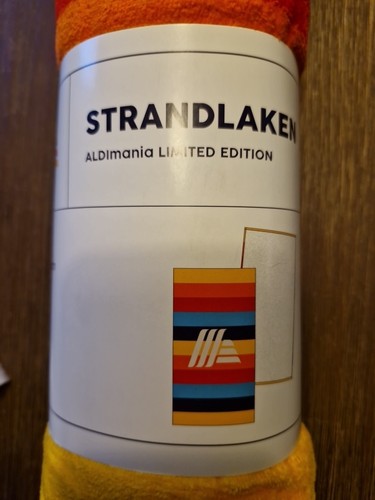 STRANDLAKEN
ALDImania LIMITED EDITION